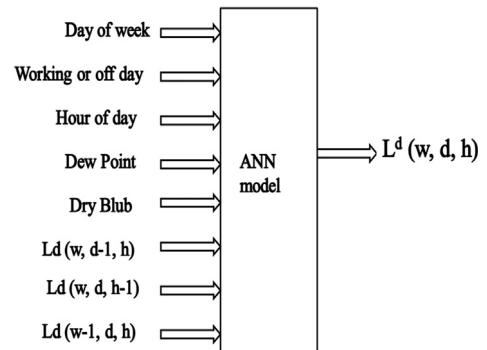 Day of week
Working or off day
Hour of day
Dew Point
Dry Blub
Ld (w, d-1, h)
Ld (w, d, h-1)
Ld (w-1, d, h)
ANN
model
Lᵈ (w, d, h)